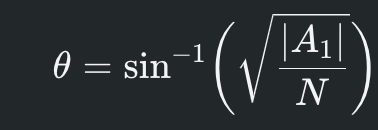 θ = sin⁻¹(√(|A₁|/N))